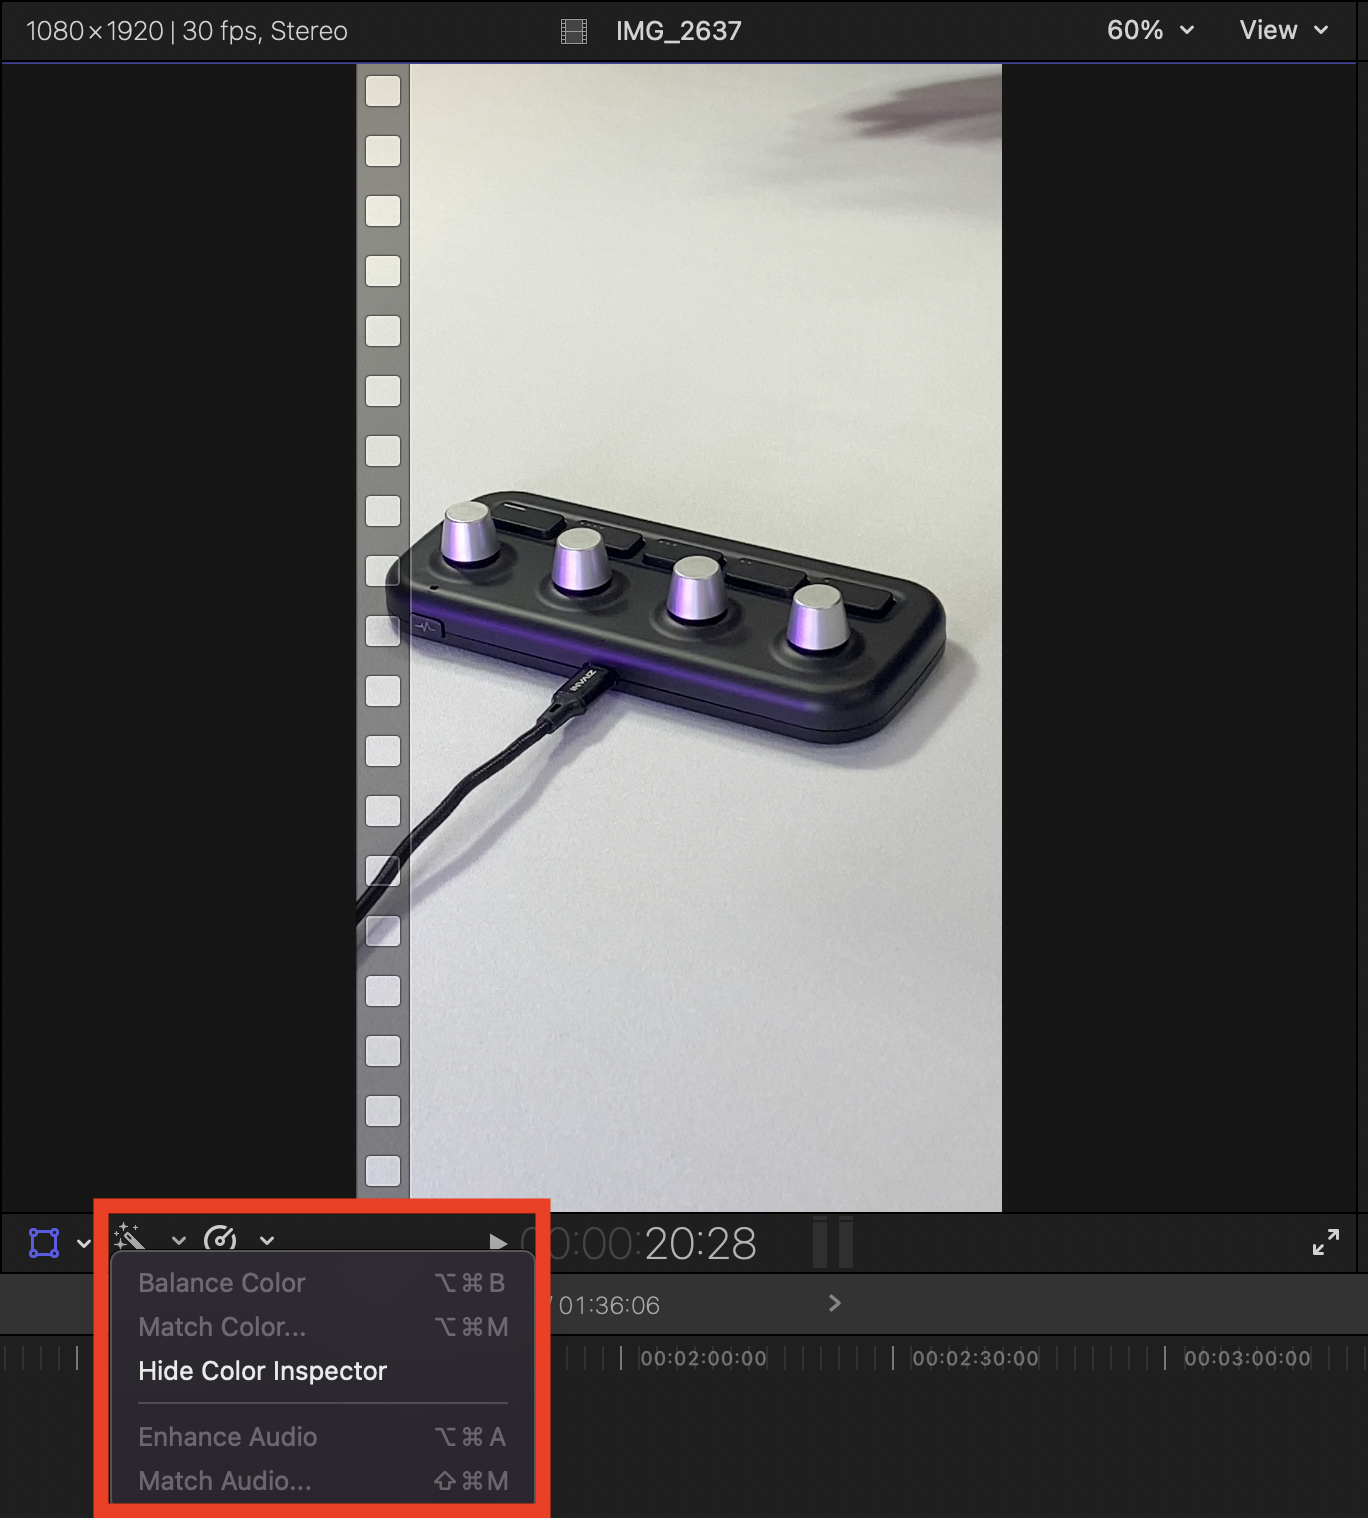 1080×1920 | 30 fps, Stereo
IMG_2637
60%
View
INVAIZ
00:00:20:28
Balance Color ⌥⌘B
/ 01:36:06
Match Color... ⌥⌘M
Hide Color Inspector
00:02:00:00
00:02:30:00
00:03:00:00
Enhance Audio ⌥⌘A
Match Audio... ⇧⌘M